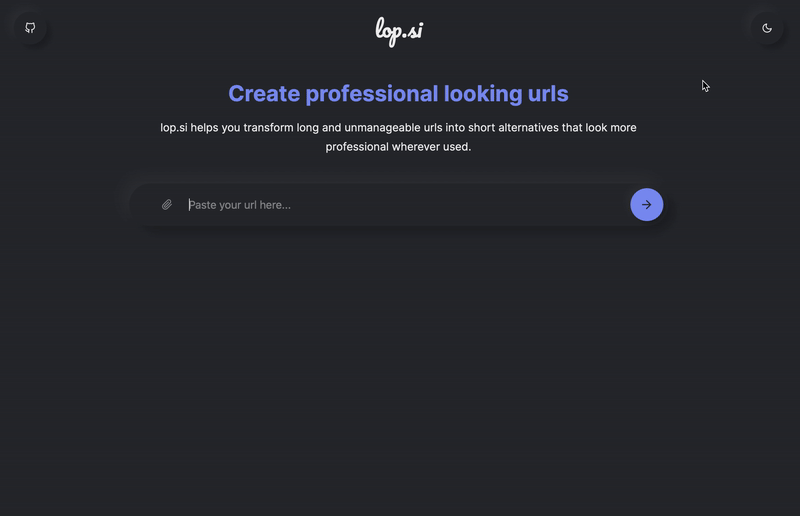 lop.si
Create professional looking urls
lop.si helps you transform long and unmanageable urls into short alternatives that look more
professional wherever used.
Paste your url here...